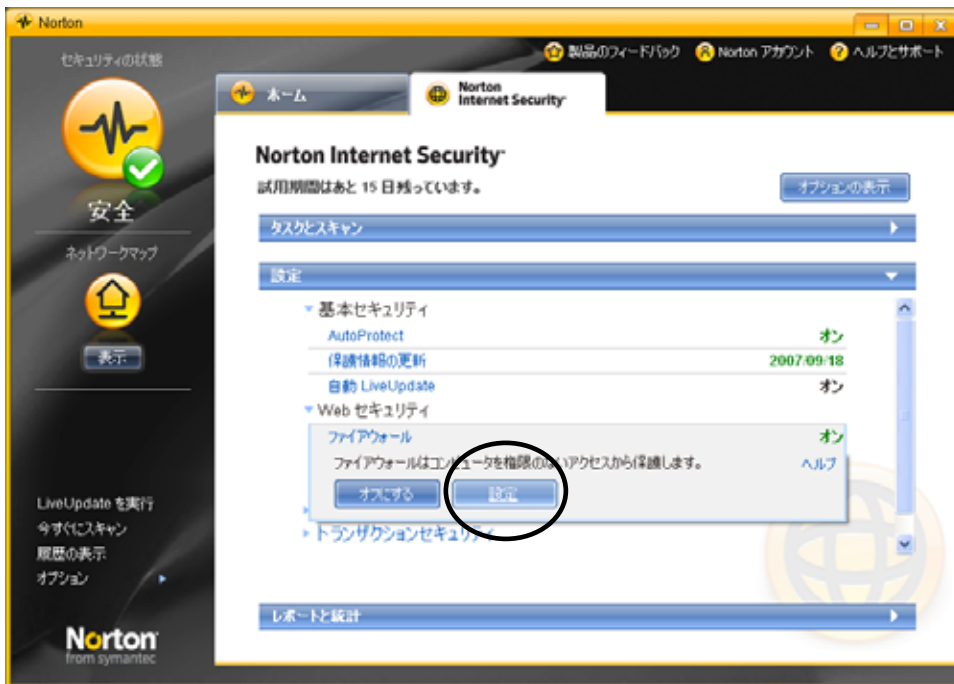 Norton
セキュリティの状態
安全
ネットワークマップ
表示
LiveUpdate を実行
今すぐにスキャン
履歴の表示
オプション
Norton
from symantec
製品のフィードバック
Norton アカウント
ヘルプとサポート
ホーム
Norton
Internet Security
Norton Internet Security
試用期間はあと 15 日残っています。
オプションの表示
タスクとスキャン
設定
基本セキュリティ
AutoProtect オン
保護情報の更新 2007/09/18
自動 LiveUpdate オン
Web セキュリティ
ファイアウォール オン
ファイアウォールはコンピュータを権限のないアクセスから保護します。 ヘルプ
オフにする 設定
トランザクションセキュリティ
レポートと統計